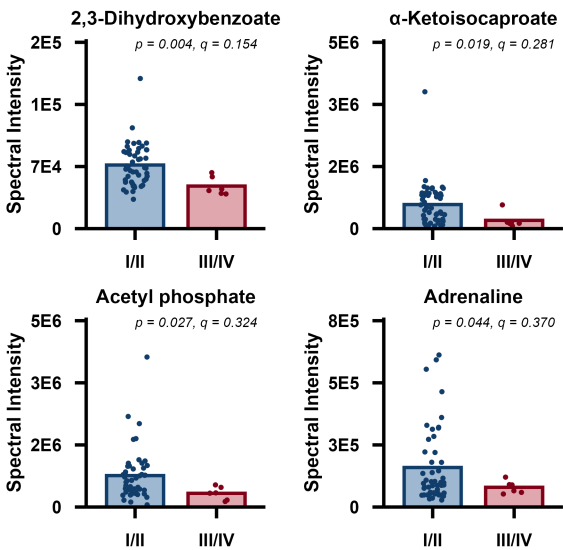 2,3-Dihydroxybenzoate
p = 0.004, q = 0.154
Spectral Intensity
2E5
1E5
7E4
0
I/II
III/IV
α-Ketoisocaproate
p = 0.019, q = 0.281
Spectral Intensity
5E6
3E6
2E6
0
I/II
III/IV
Acetyl phosphate
p = 0.027, q = 0.324
Spectral Intensity
5E6
3E6
2E6
0
I/II
III/IV
Adrenaline
p = 0.044, q = 0.370
Spectral Intensity
8E5
5E5
3E5
0
I/II
III/IV